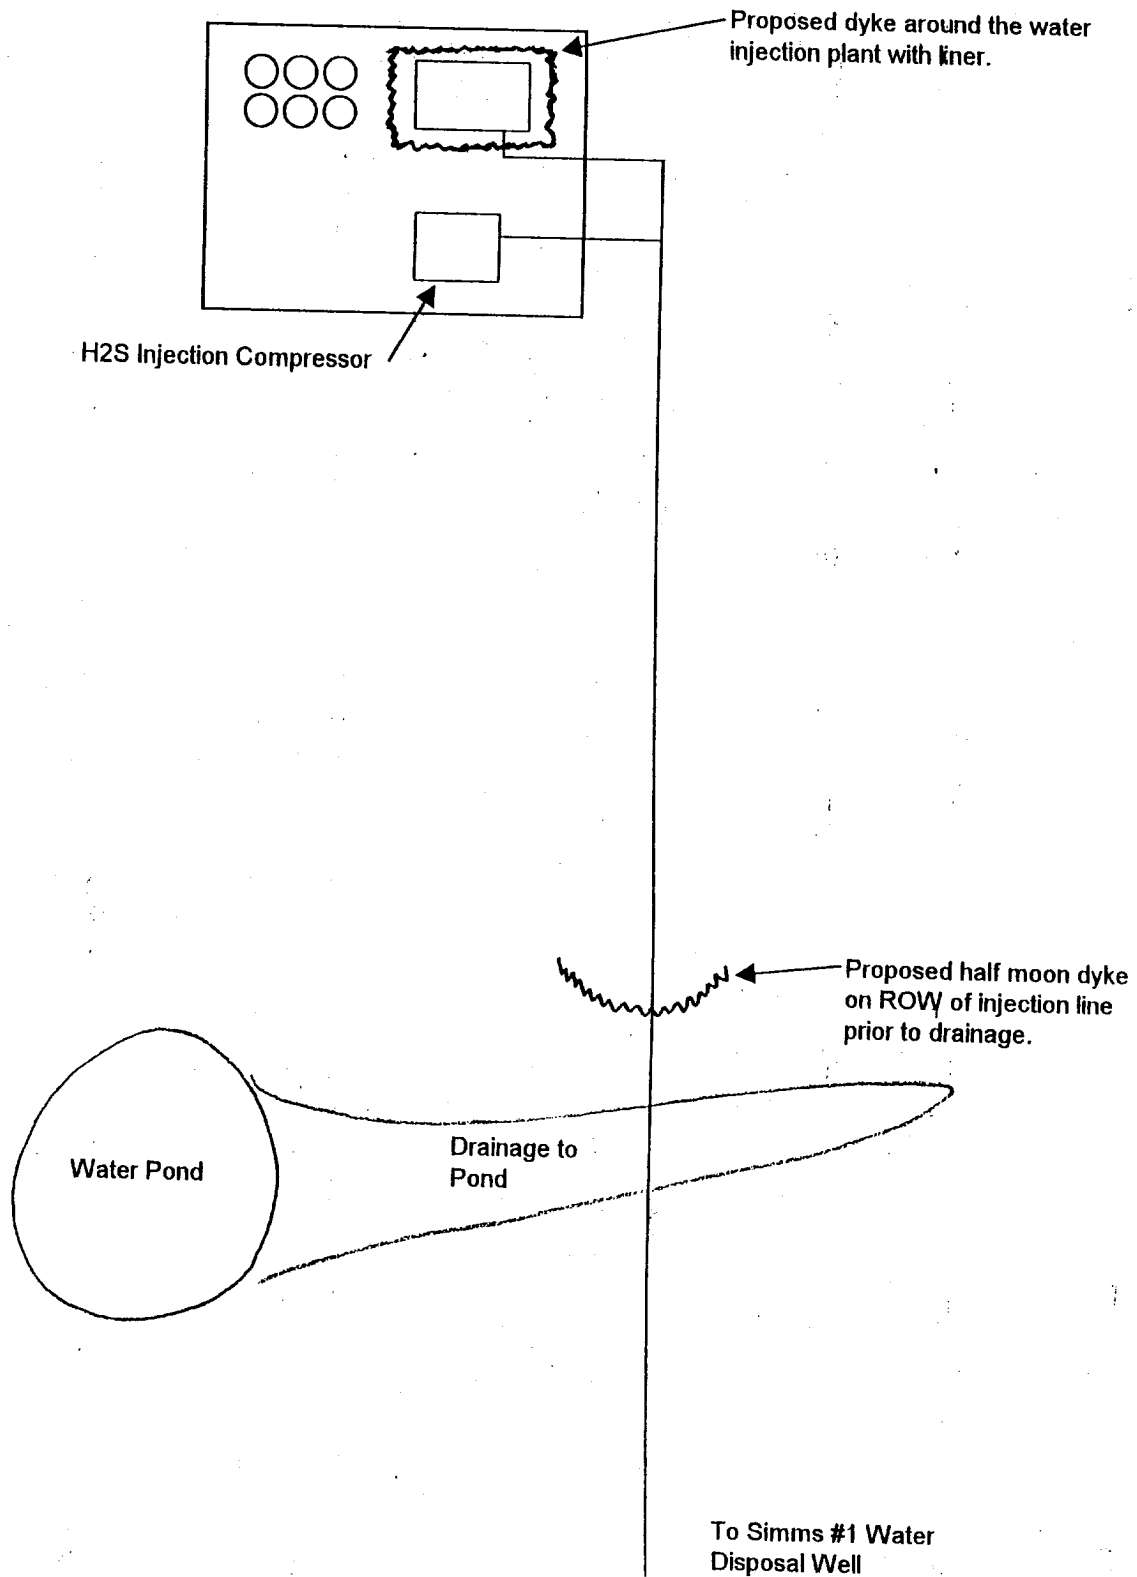 Proposed dyke around the water
injection plant with liner.
H2S Injection Compressor
Proposed half moon dyke
on ROW of injection line
prior to drainage.
Drainage to
Pond
Water Pond
To Simms #1 Water
Disposal Well